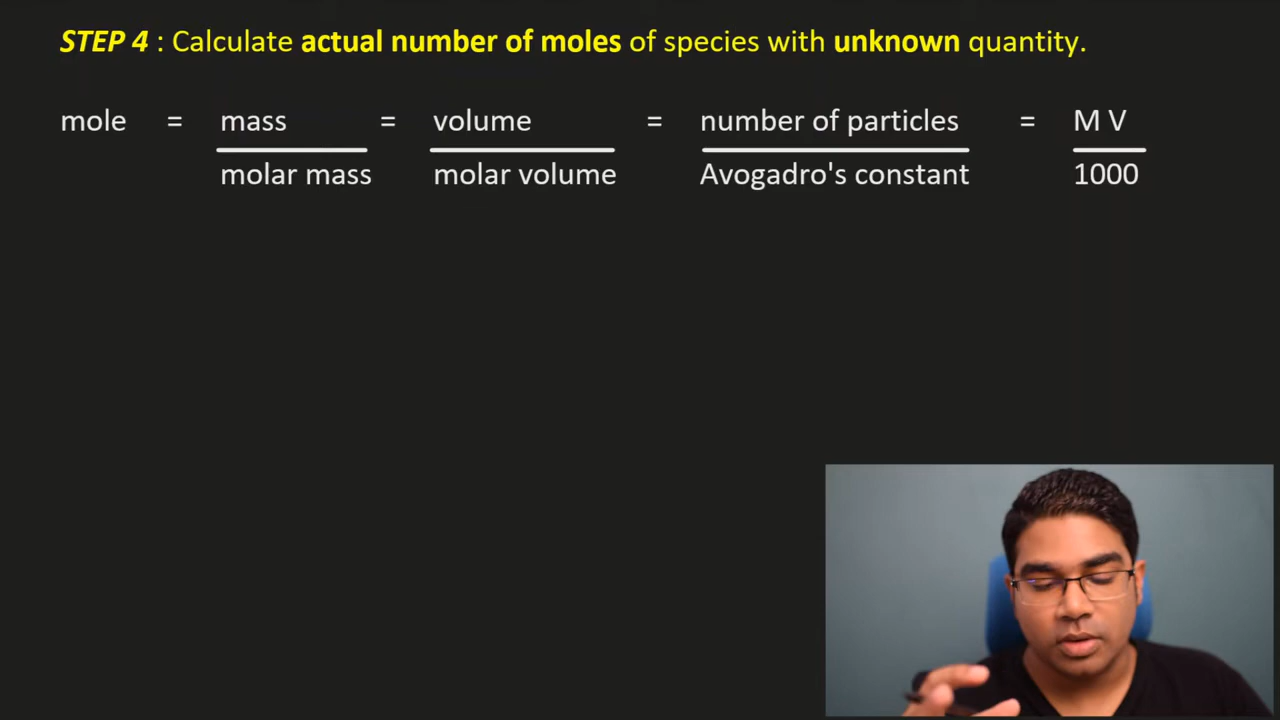 STEP 4 : Calculate actual number of moles of species with unknown quantity.
mole = mass = volume = number of particles = M V
molar mass molar volume Avogadro's constant 1000